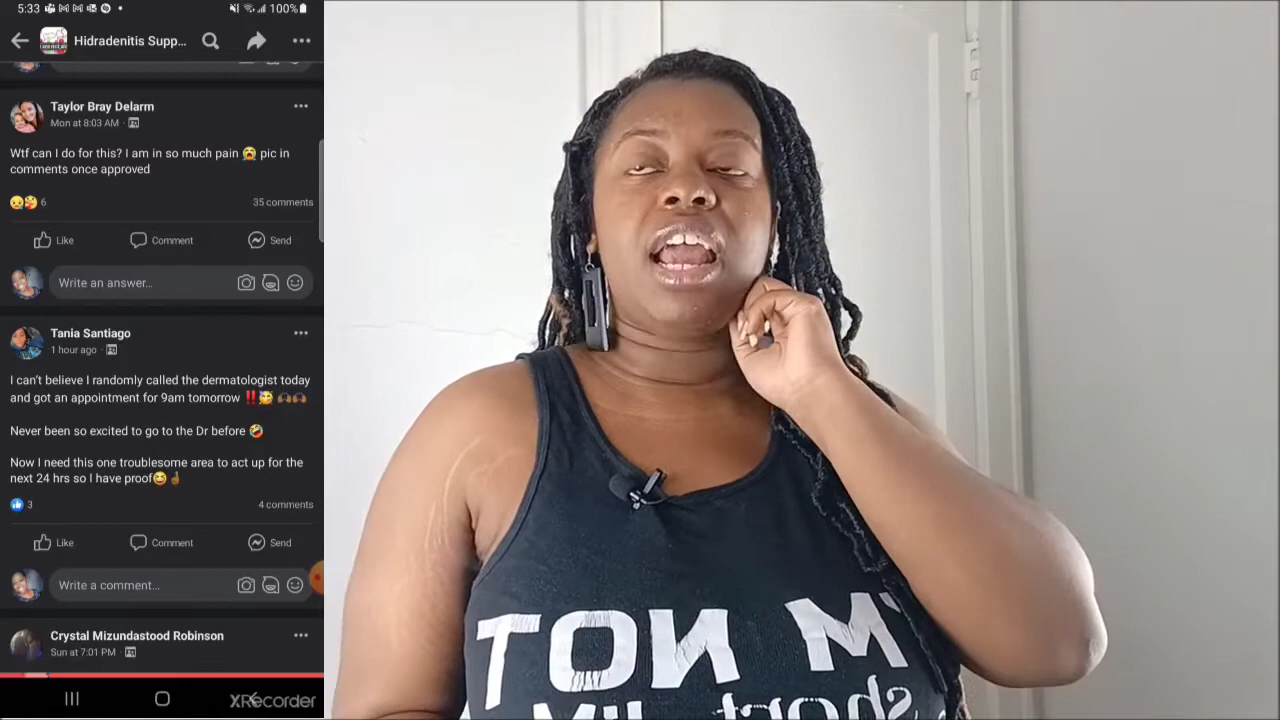 5:33
100%
Hidradenitis Supp...
Taylor Bray Delarm
Mon at 8:03 AM ·
Wtf can I do for this? I am in so much pain 😭 pic in
comments once approved
6
35 comments
Like
Comment
Send
Write an answer...
Tania Santiago
1 hour ago ·
I can't believe I randomly called the dermatologist today
and got an appointment for 9am tomorrow ‼️🥳 🙌🏾🙌🏾
Never been so excited to go to the Dr before 🤣
Now I need this one troublesome area to act up for the
next 24 hrs so I have proof😆🤞🏾
3
4 comments
Like
Comment
Send
Write a comment...
Crystal Mizundastood Robinson
Sun at 7:01 PM ·
XRecorder
TON M
short